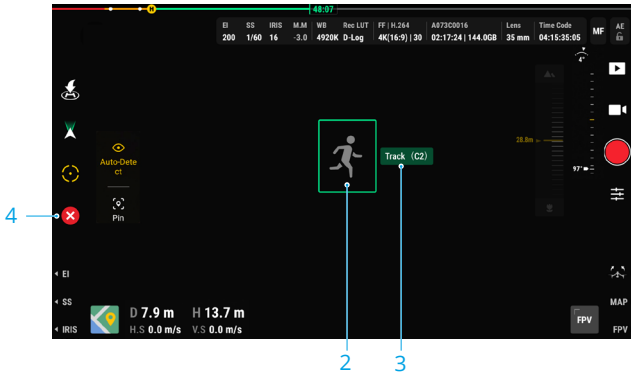 H
48:07
EI SS IRIS M.M WB Rec LUT FF | H.264 A073C0016 Lens Time Code
200 1/60 16 -3.0 4920K D-Log 4K(16:9) | 30 02:17:24 | 144.0GB 35 mm 04:15:35:05
MF
AE
4°
28.8m
97°
Auto-Dete
ct
Pin
Track (C2)
4
EI
SS
IRIS
D 7.9 m H 13.7 m
H.S 0.0 m/s V.S 0.0 m/s
FPV
MAP
FPV
2
3